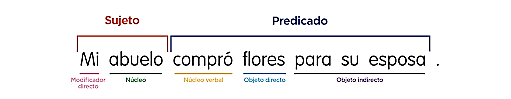 Sujeto Predicado
Mi abuelo compró flores para su esposa .
Modificador directo Núcleo Núcleo verbal Objeto directo Objeto indirecto